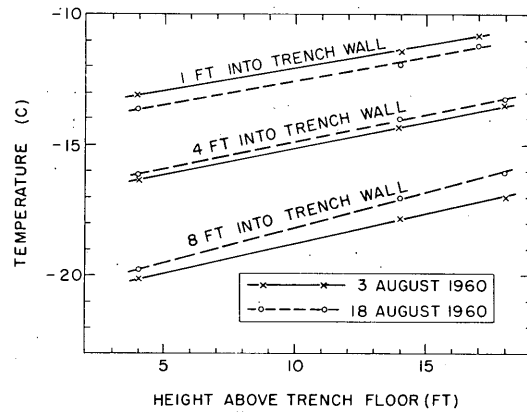 -10
1 FT INTO TRENCH WALL
4 FT INTO TRENCH WALL
-15
8 FT INTO TRENCH WALL
-20
TEMPERATURE (C)
3 AUGUST 1960
18 AUGUST 1960
5 10 15
HEIGHT ABOVE TRENCH FLOOR (FT)